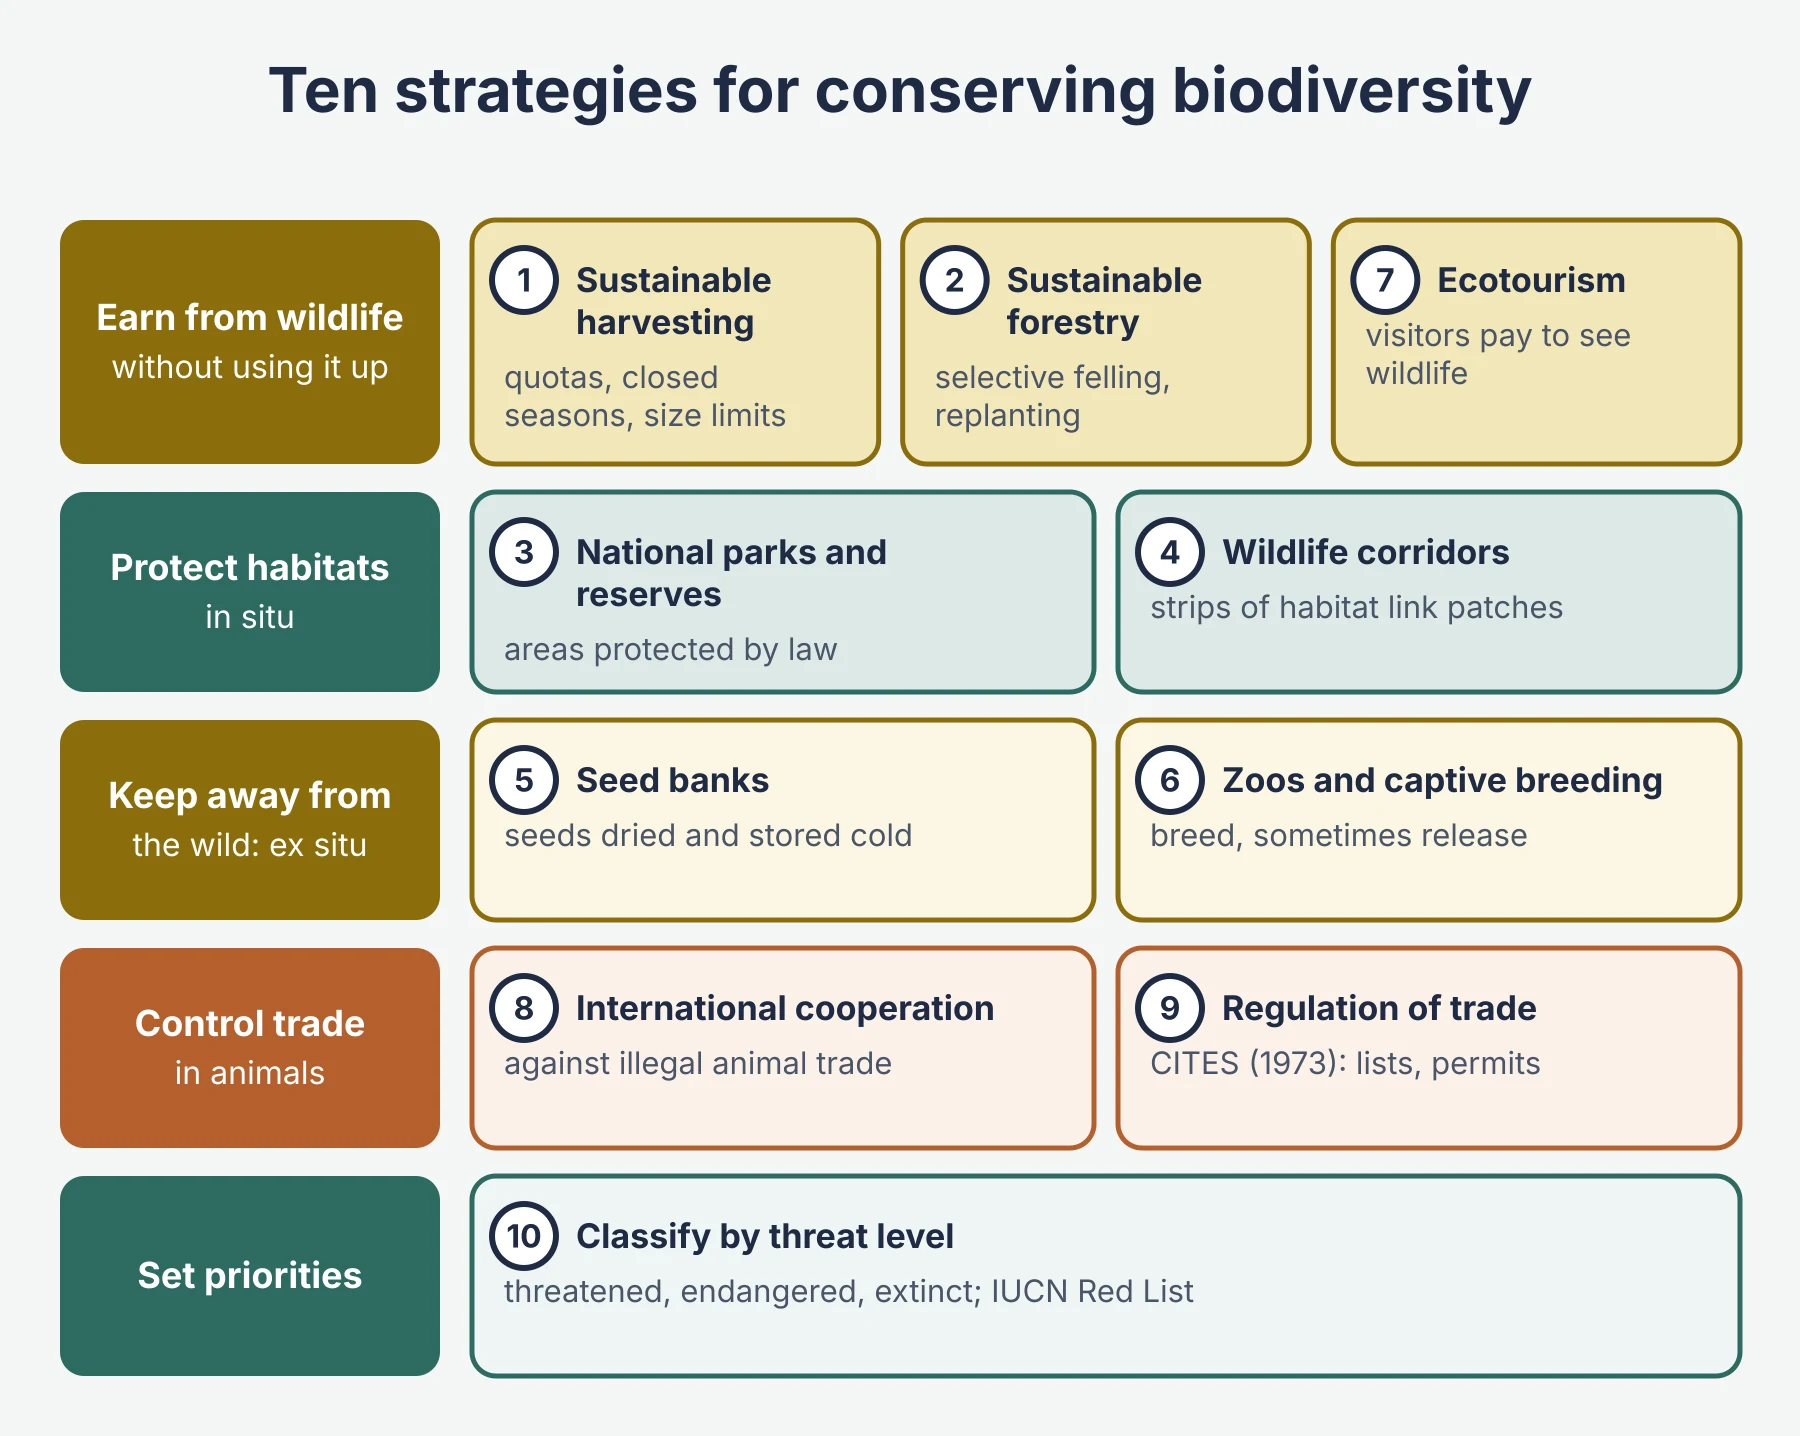 Ten strategies for conserving biodiversity
Earn from wildlife
without using it up
1
Sustainable
harvesting
quotas, closed
seasons, size limits
2
Sustainable
forestry
selective felling,
replanting
7
Ecotourism
visitors pay to see
wildlife
Protect habitats
in situ
3
National parks and
reserves
areas protected by law
4
Wildlife corridors
strips of habitat link patches
Keep away from
the wild: ex situ
5
Seed banks
seeds dried and stored cold
6
Zoos and captive breeding
breed, sometimes release
Control trade
in animals
8
International cooperation
against illegal animal trade
9
Regulation of trade
CITES (1973): lists, permits
Set priorities
10
Classify by threat level
threatened, endangered, extinct; IUCN Red List